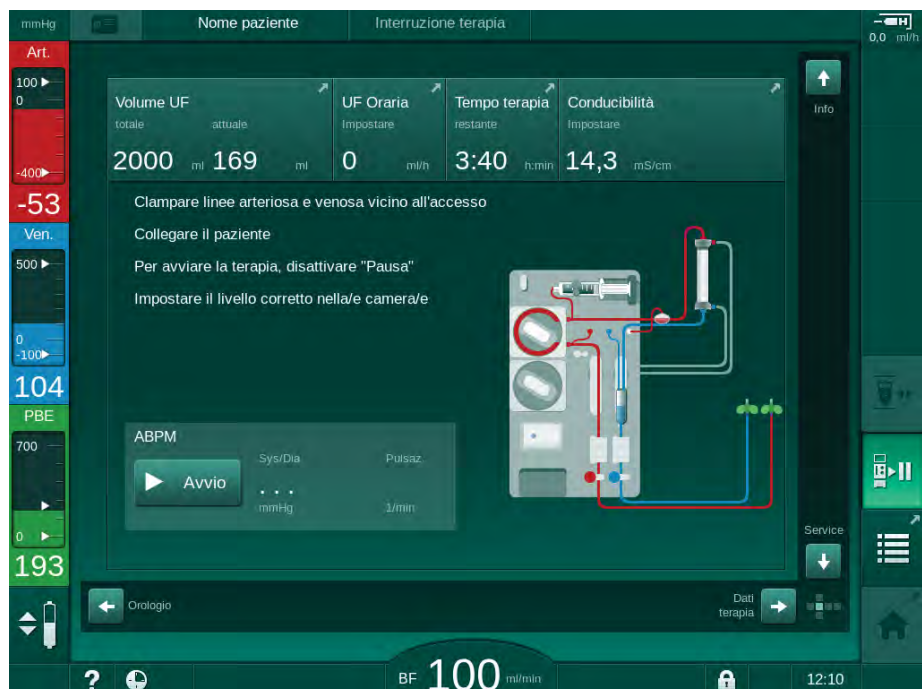 mmHg
Nome paziente
Interruzione terapia
0,0 ml/h
Art.
100
0
-400
-53
Ven.
500
0
-100
104
PBE
700
0
193
Volume UF
totale
attuale
2000 ml 169 ml
UF Oraria
Impostare
0 ml/h
Tempo terapia
restante
3:40 h:min
Conducibilità
Impostare
14,3 mS/cm
Info
Clampare linee arteriosa e venosa vicino all'accesso
Collegare il paziente
Per avviare la terapia, disattivare "Pausa"
Impostare il livello corretto nella/e camera/e
ABPM
Avvio
Sys/Dia
. . .
mmHg
Pulsaz.
1/min
Service
Orologio
Dati
terapia
? BF 100 ml/min 12:10